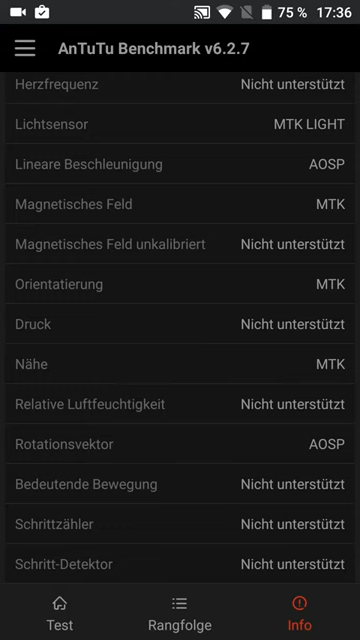 75 % 17:36
AnTuTu Benchmark v6.2.7
Herzfrequenz Nicht unterstützt
Lichtsensor MTK LIGHT
Lineare Beschleunigung AOSP
Magnetisches Feld MTK
Magnetisches Feld unkalibriert Nicht unterstützt
Orientatierung MTK
Druck Nicht unterstützt
Nähe MTK
Relative Luftfeuchtigkeit Nicht unterstützt
Rotationsvektor AOSP
Bedeutende Bewegung Nicht unterstützt
Schrittzähler Nicht unterstützt
Schritt-Detektor Nicht unterstützt
Test Rangfolge Info